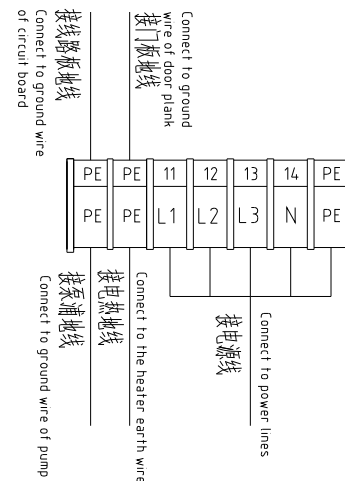 接线路板地线
Connect to ground wire
of circuit board
接门板地线
Connect to ground
wire of door plank
PE PE 11 12 13 14 PE
PE PE L1 L2 L3 N PE
接泵浦地线
Connect to ground wire of pump
接电热地线
Connect to the heater earth wire
接电源线
Connect to power lines